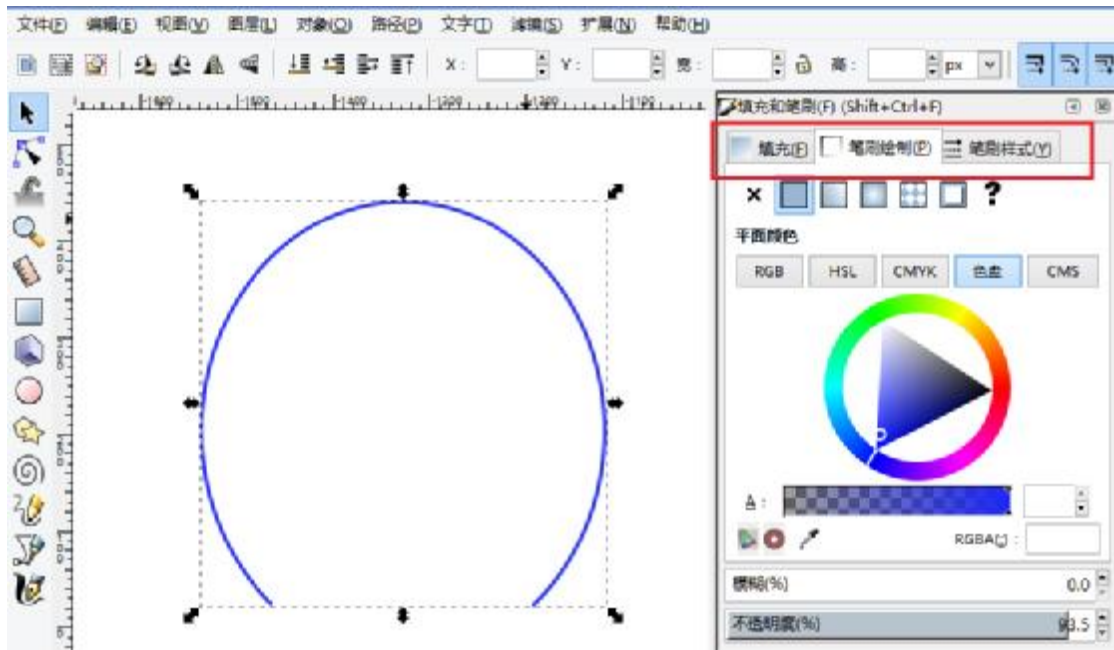 文件(F) 编辑(E) 视图(V) 图层(L) 对象(O) 路径(P) 文字(T) 滤镜(S) 扩展(N) 帮助(H)
X: Y: 宽: 高: px
填充和笔刷(F) (Shift+Ctrl+F)
填充(F) 笔刷绘制(P) 笔刷样式(Y)
?
平面颜色
RGB HSL CMYK 色盘 CMS
A:
RGBA(_):
模糊(%) 0.0
不透明度(%) 93.5